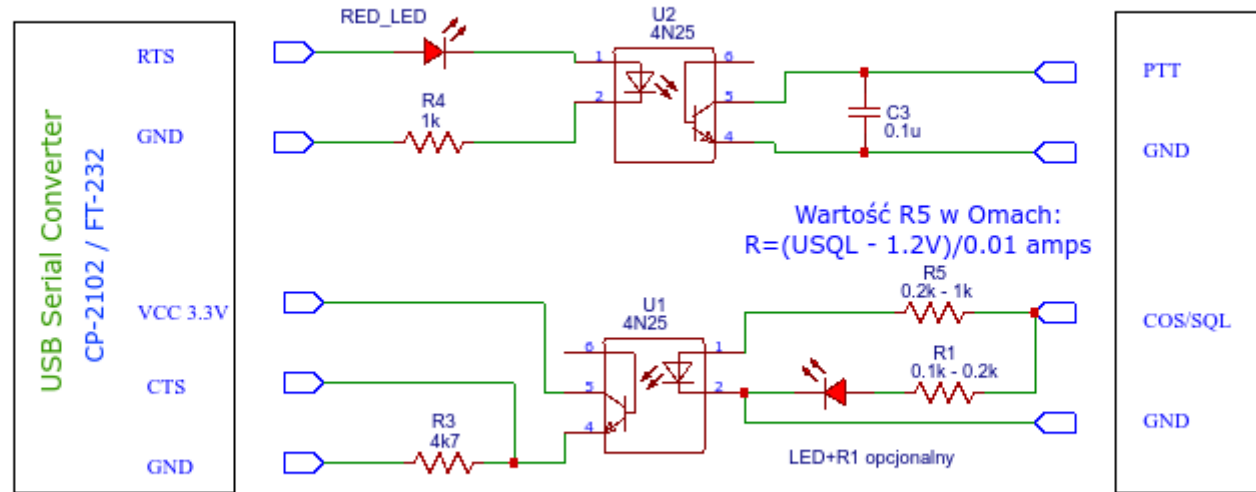 USB Serial Converter
CP-2102 / FT-232
RTS
GND
VCC 3.3V
CTS
GND
RED_LED
R4
1k
U2
4N25
1
2
6
5
4
C3
0.1u
PTT
GND
Wartość R5 w Omach:
R=(USQL - 1.2V)/0.01 amps
R5
0.2k - 1k
U1
4N25
6
5
4
1
2
R1
0.1k - 0.2k
R3
4k7
LED+R1 opcjonalny
COS/SQL
GND